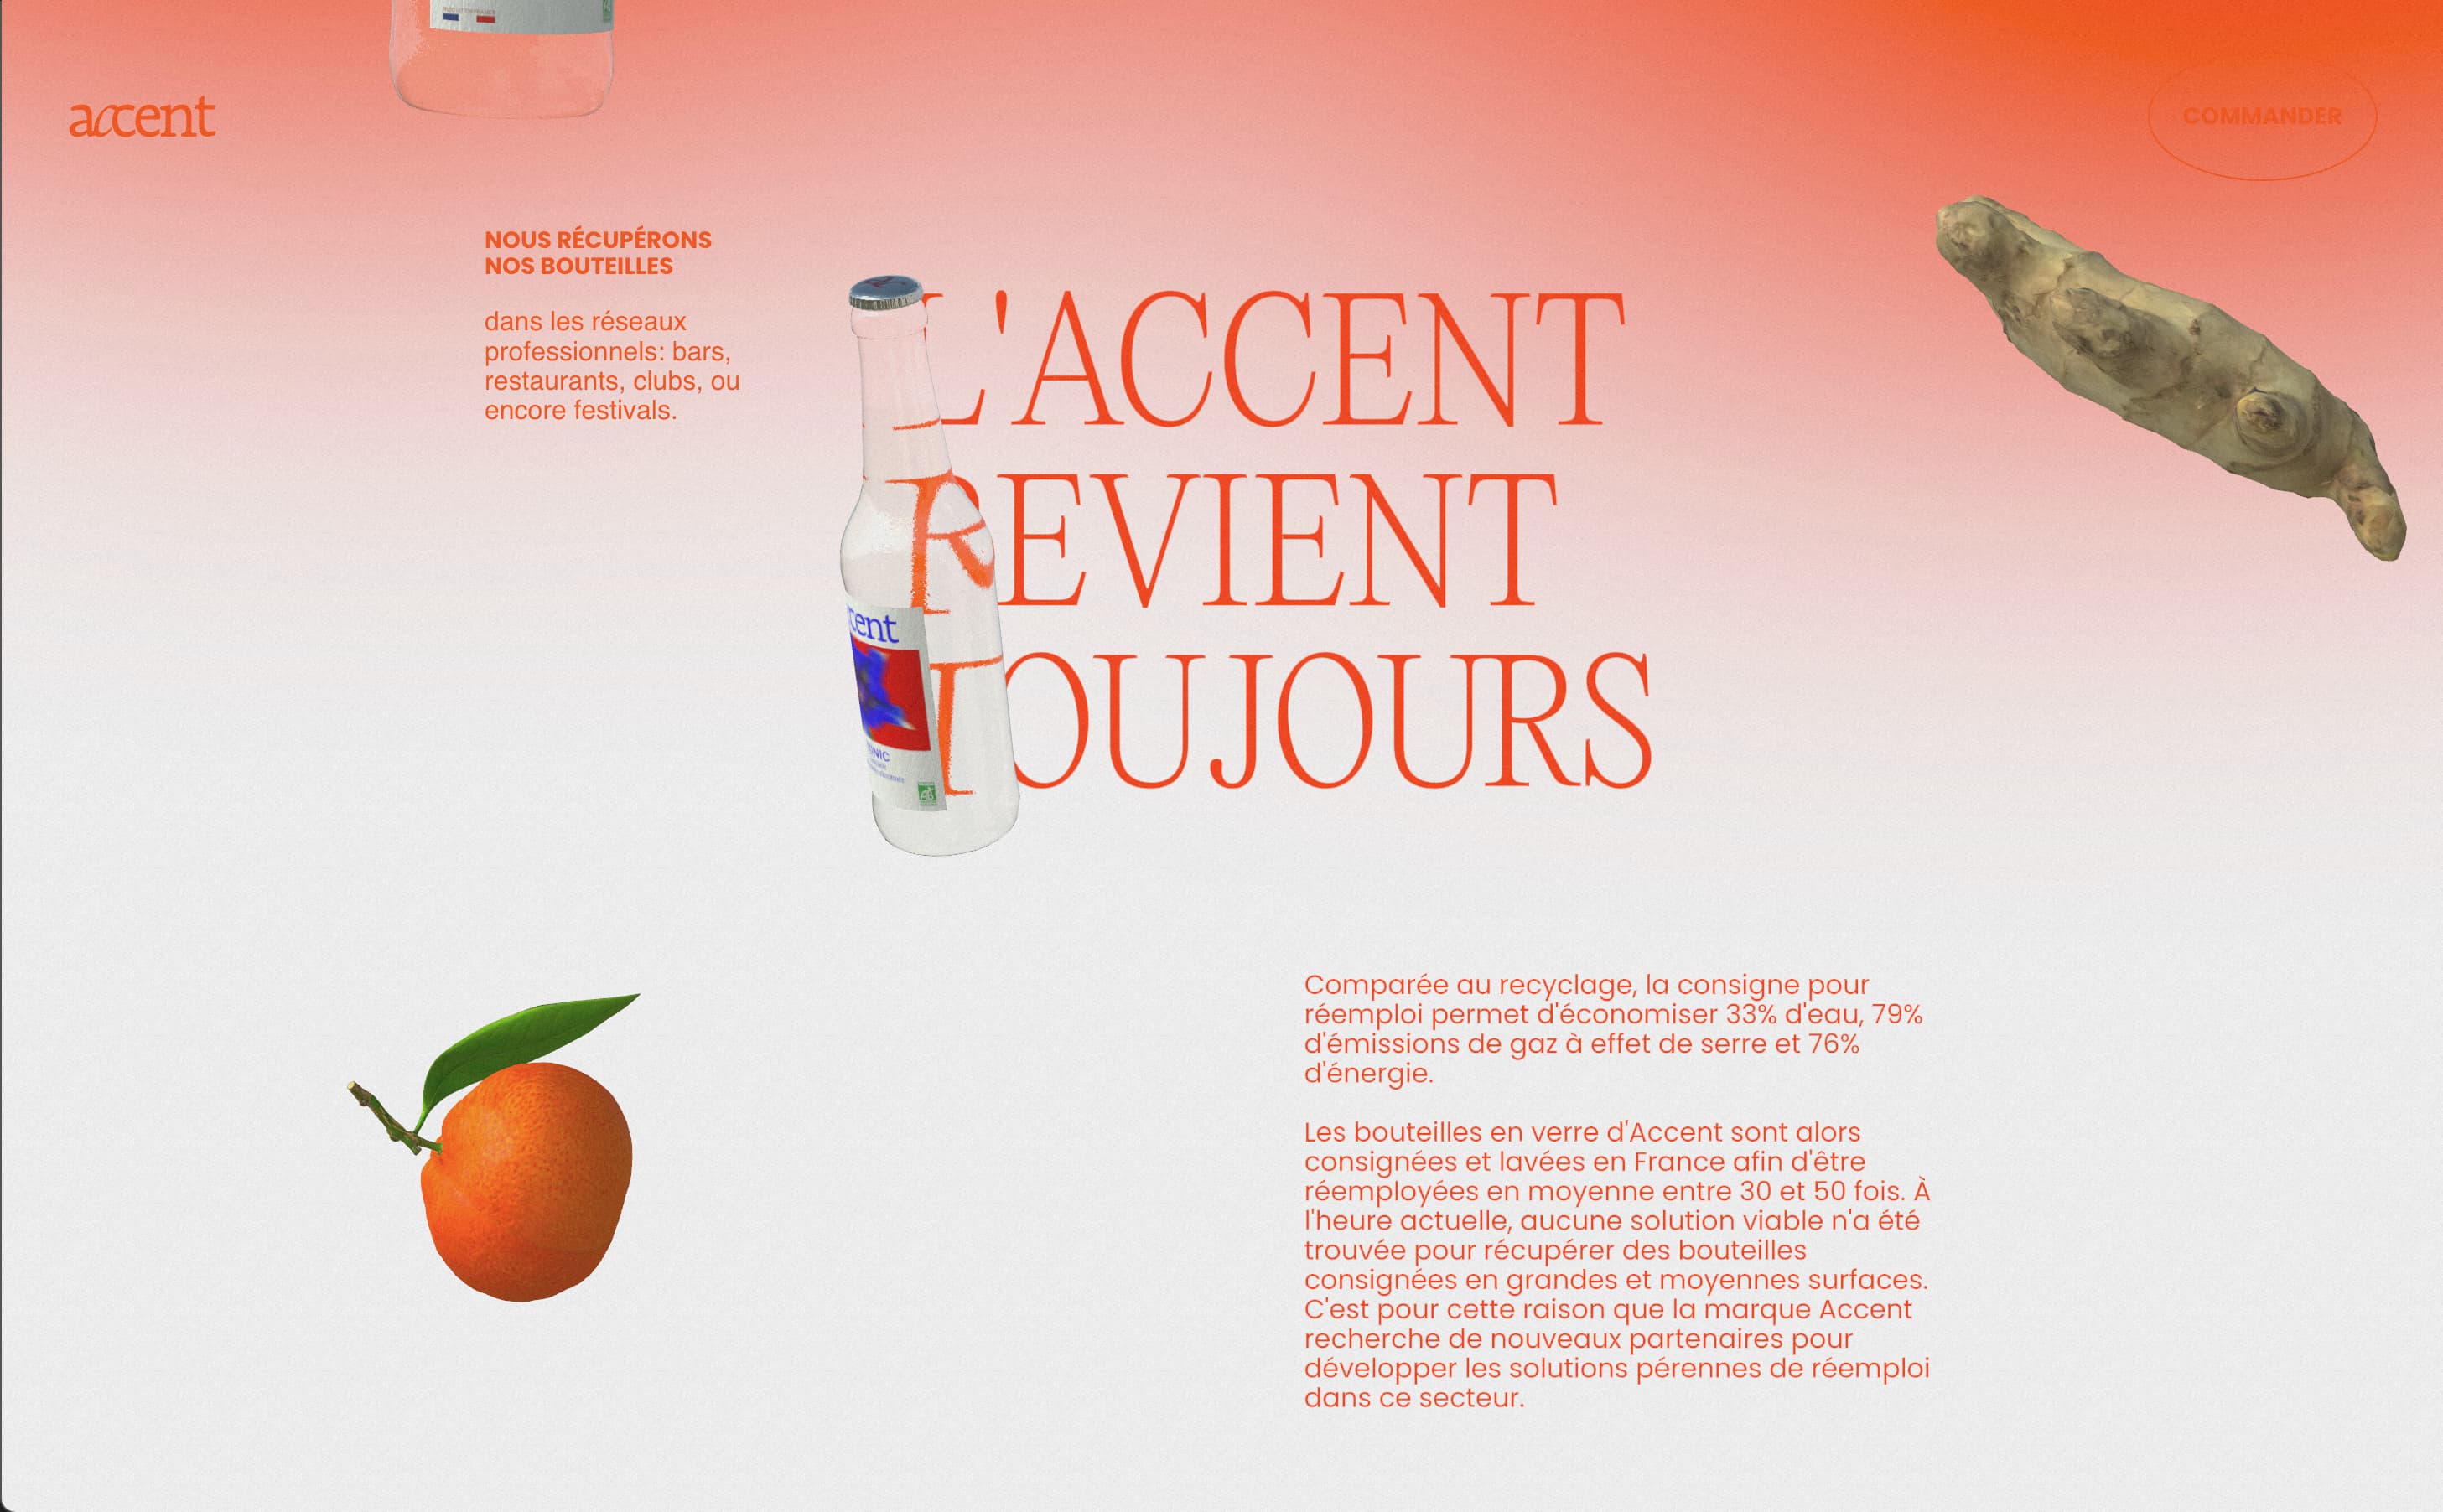 accent
COMMANDER
NOUS RÉCUPÉRONS
NOS BOUTEILLES
dans les réseaux
professionnels: bars,
restaurants, clubs, ou
encore festivals.
L'ACCENT
REVIENT
TOUJOURS
cent
NIC
AB
Comparée au recyclage, la consigne pour
réemploi permet d'économiser 33% d'eau, 79%
d'émissions de gaz à effet de serre et 76%
d'énergie.
Les bouteilles en verre d'Accent sont alors
consignées et lavées en France afin d'être
réemployées en moyenne entre 30 et 50 fois. À
l'heure actuelle, aucune solution viable n'a été
trouvée pour récupérer des bouteilles
consignées en grandes et moyennes surfaces.
C'est pour cette raison que la marque Accent
recherche de nouveaux partenaires pour
développer les solutions pérennes de réemploi
dans ce secteur.